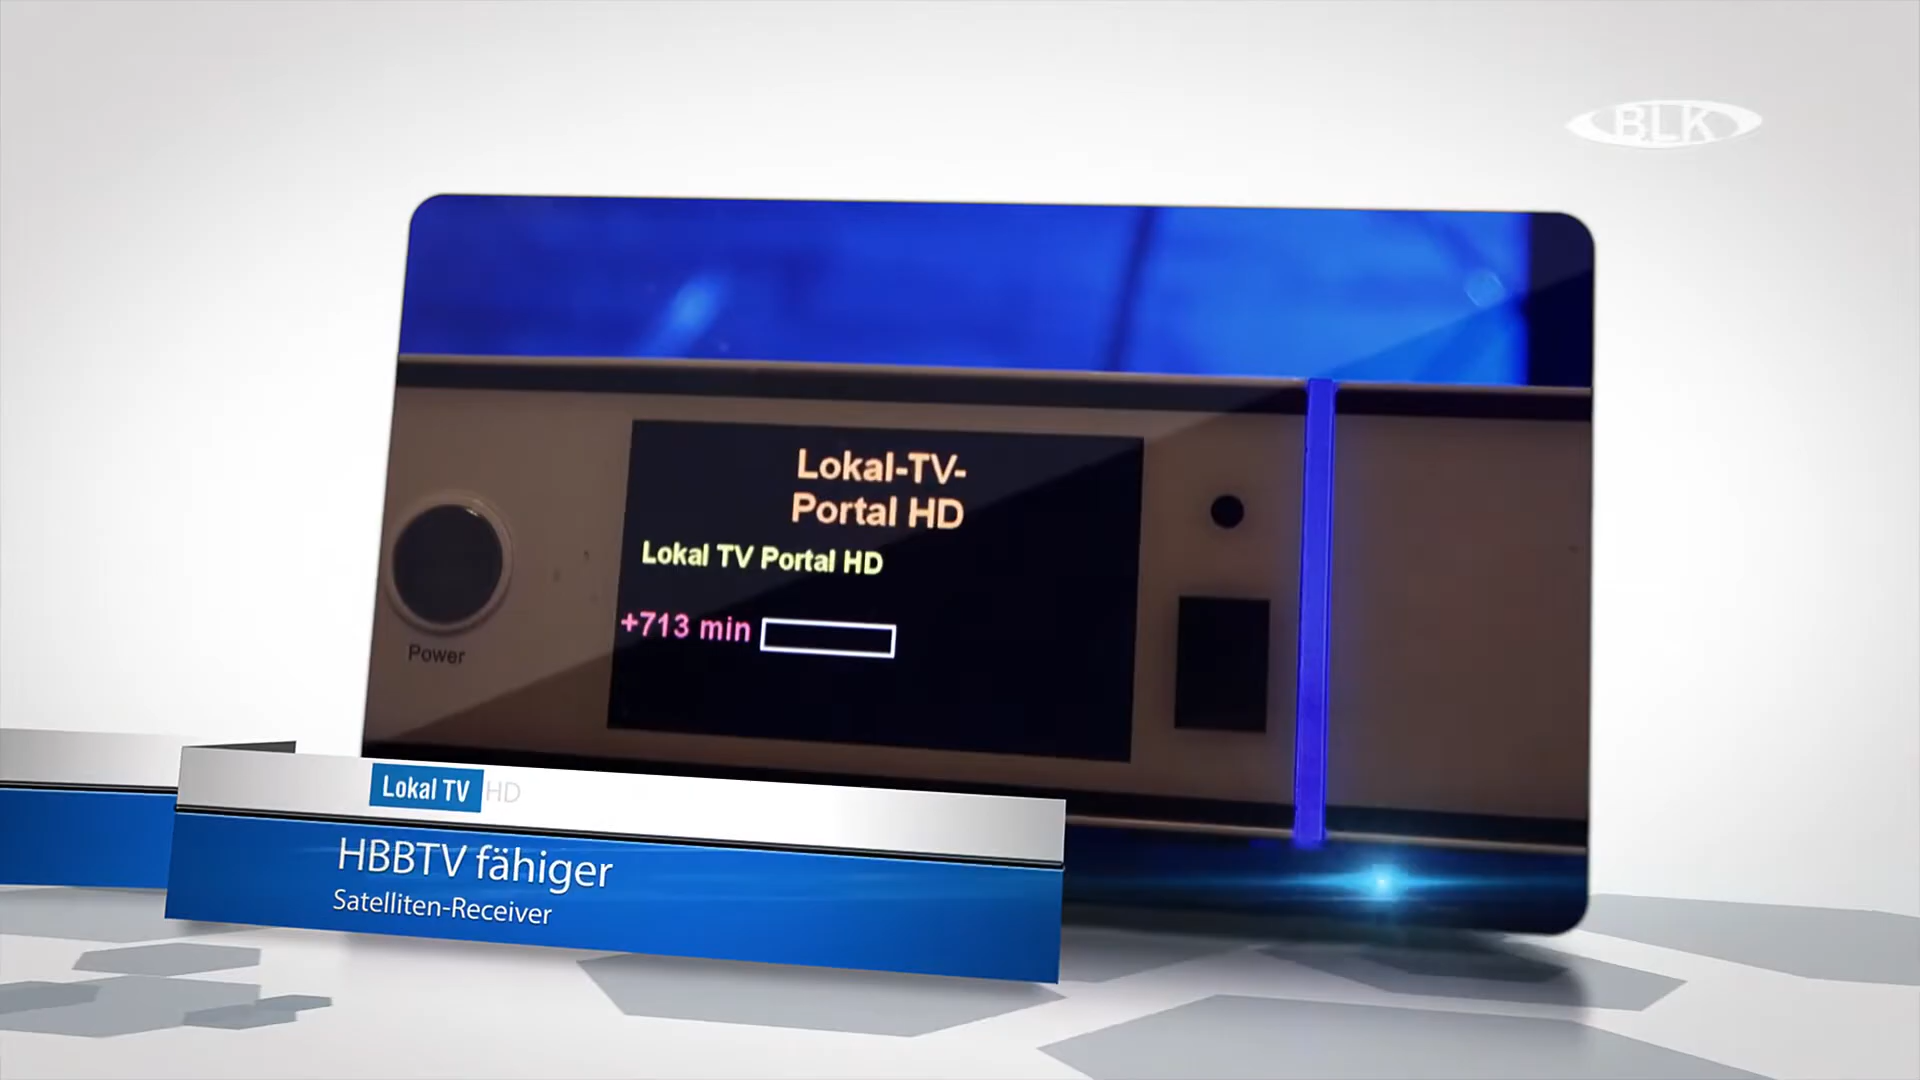 BLK
Lokal-TV-
Portal HD
Lokal TV Portal HD
+713 min
Power
Lokal TV HD
HBBTV fähiger
Satelliten-Receiver